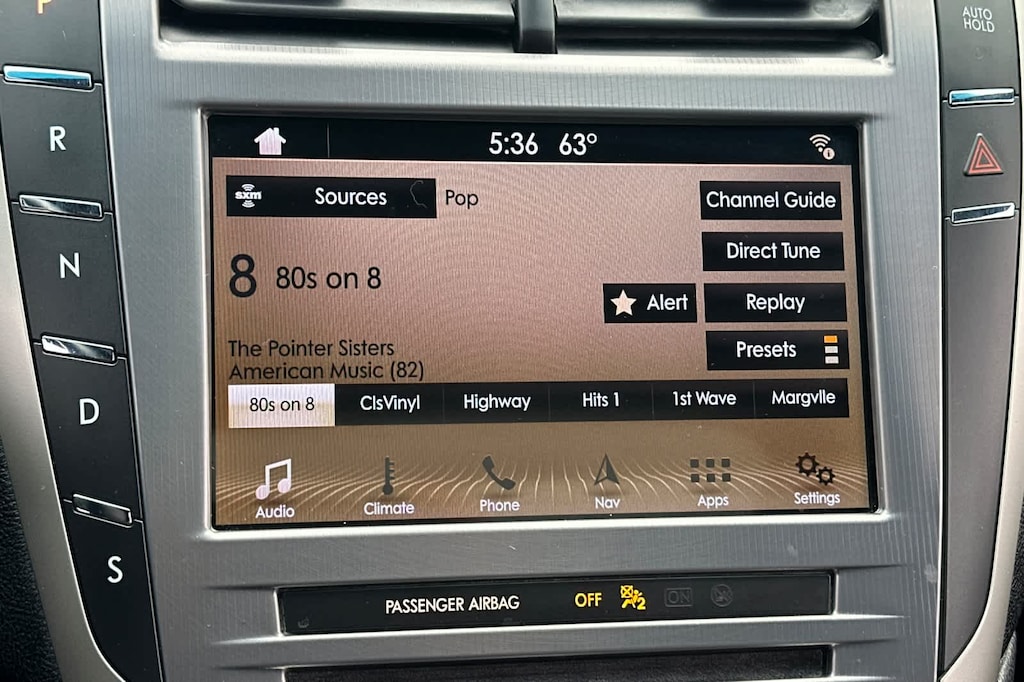 P
AUTO
HOLD
5:36 63°
R
sxm Sources Pop
Channel Guide
Direct Tune
N
8 80s on 8
Alert
Replay
Presets
The Pointer Sisters
American Music (82)
80s on 8 ClsVinyl Highway Hits 1 1st Wave Margvlle
D
Audio Climate Phone Nav Apps Settings
S
PASSENGER AIRBAG OFF 2 ON